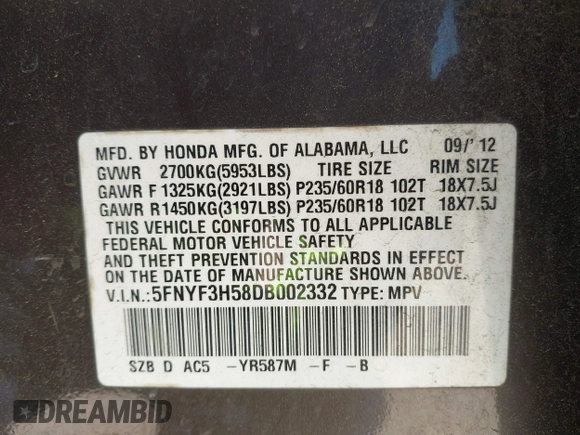 MFD. BY HONDA MFG. OF ALABAMA, LLC 09/'12
GVWR 2700KG(5953LBS) TIRE SIZE RIM SIZE
GAWR F 1325KG(2921LBS) P235/60R18 102T 18X7.5J
GAWR R1450KG(3197LBS) P235/60R18 102T 18X7.5J
THIS VEHICLE CONFORMS TO ALL APPLICABLE
FEDERAL MOTOR VEHICLE SAFETY
AND THEFT PREVENTION STANDARDS IN EFFECT
ON THE DATE OF MANUFACTURE SHOWN ABOVE.
V.I.N.:5FNYF3H58DB002332 TYPE: MPV
SZB D AC5 -YR587M -F -B
DREAMBID